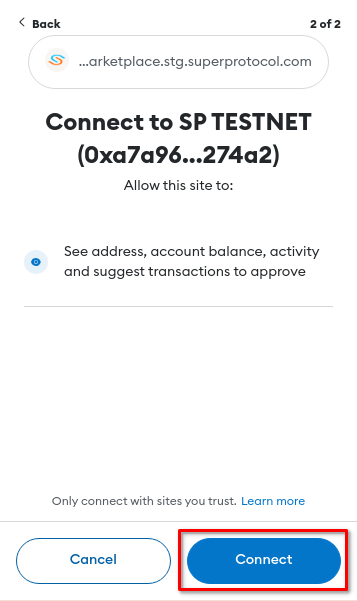 Back
2 of 2
...arketplace.stg.superprotocol.com
Connect to SP TESTNET
(0xa7a96...274a2)
Allow this site to:
See address, account balance, activity
and suggest transactions to approve
Only connect with sites you trust. Learn more
Cancel
Connect